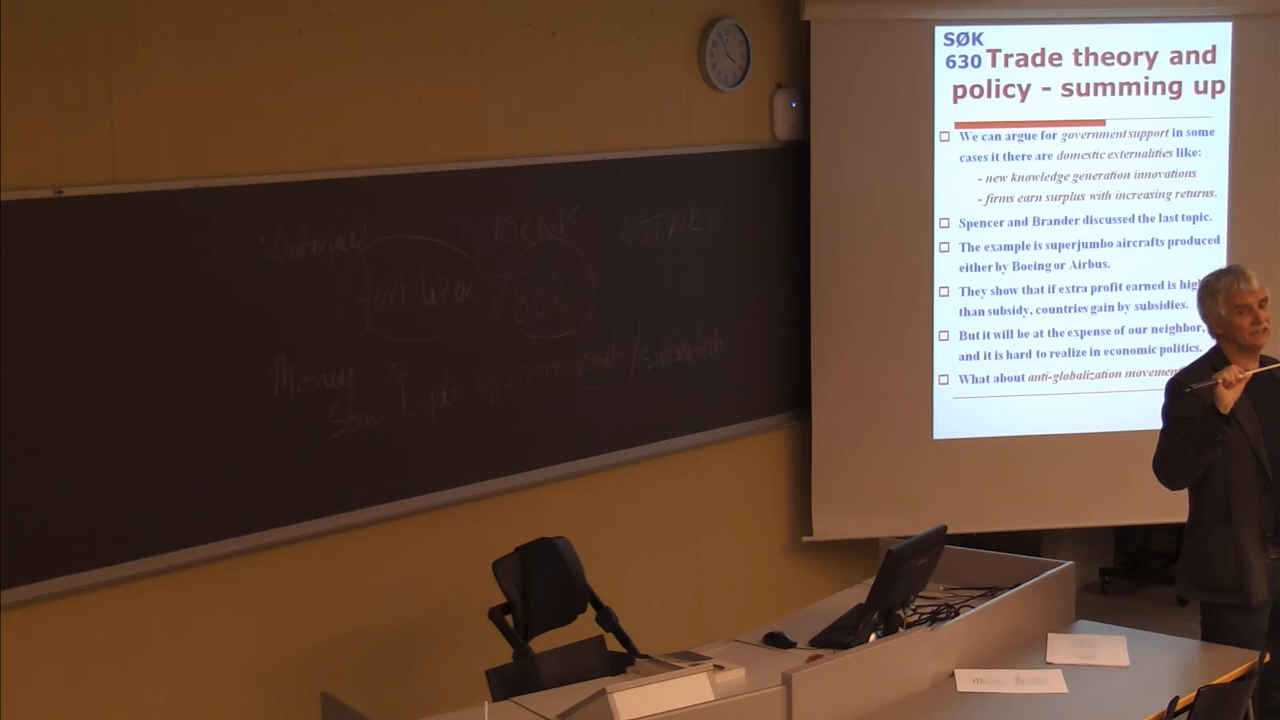 SØK
630 Trade theory and
policy - summing up
We can argue for government support in some
cases it there are domestic externalities like:
- new knowledge generation innovations
- firms earn surplus with increasing returns.
Spencer and Brander discussed the last topic.
The example is superjumbo aircrafts produced
either by Boeing or Airbus.
They show that if extra profit earned is
than subsidy, countries gain by subsidies.
But it will be at the expense of our neighbor,
and it is hard to realize in economic politics.
What about anti-globalization
fertilizer
80%
Money